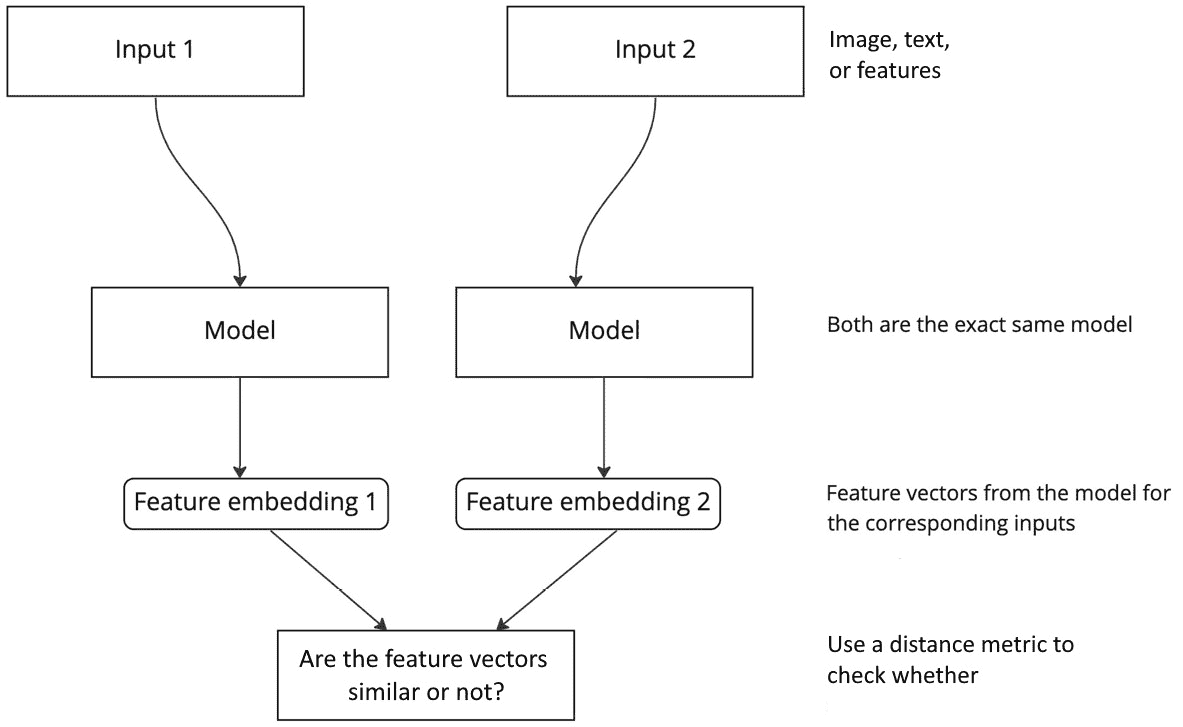 Input 1
Input 2
Image, text,
or features
Model
Model
Both are the exact same model
Feature embedding 1
Feature embedding 2
Feature vectors from the model for
the corresponding inputs
Are the feature vectors
similar or not?
Use a distance metric to
check whether